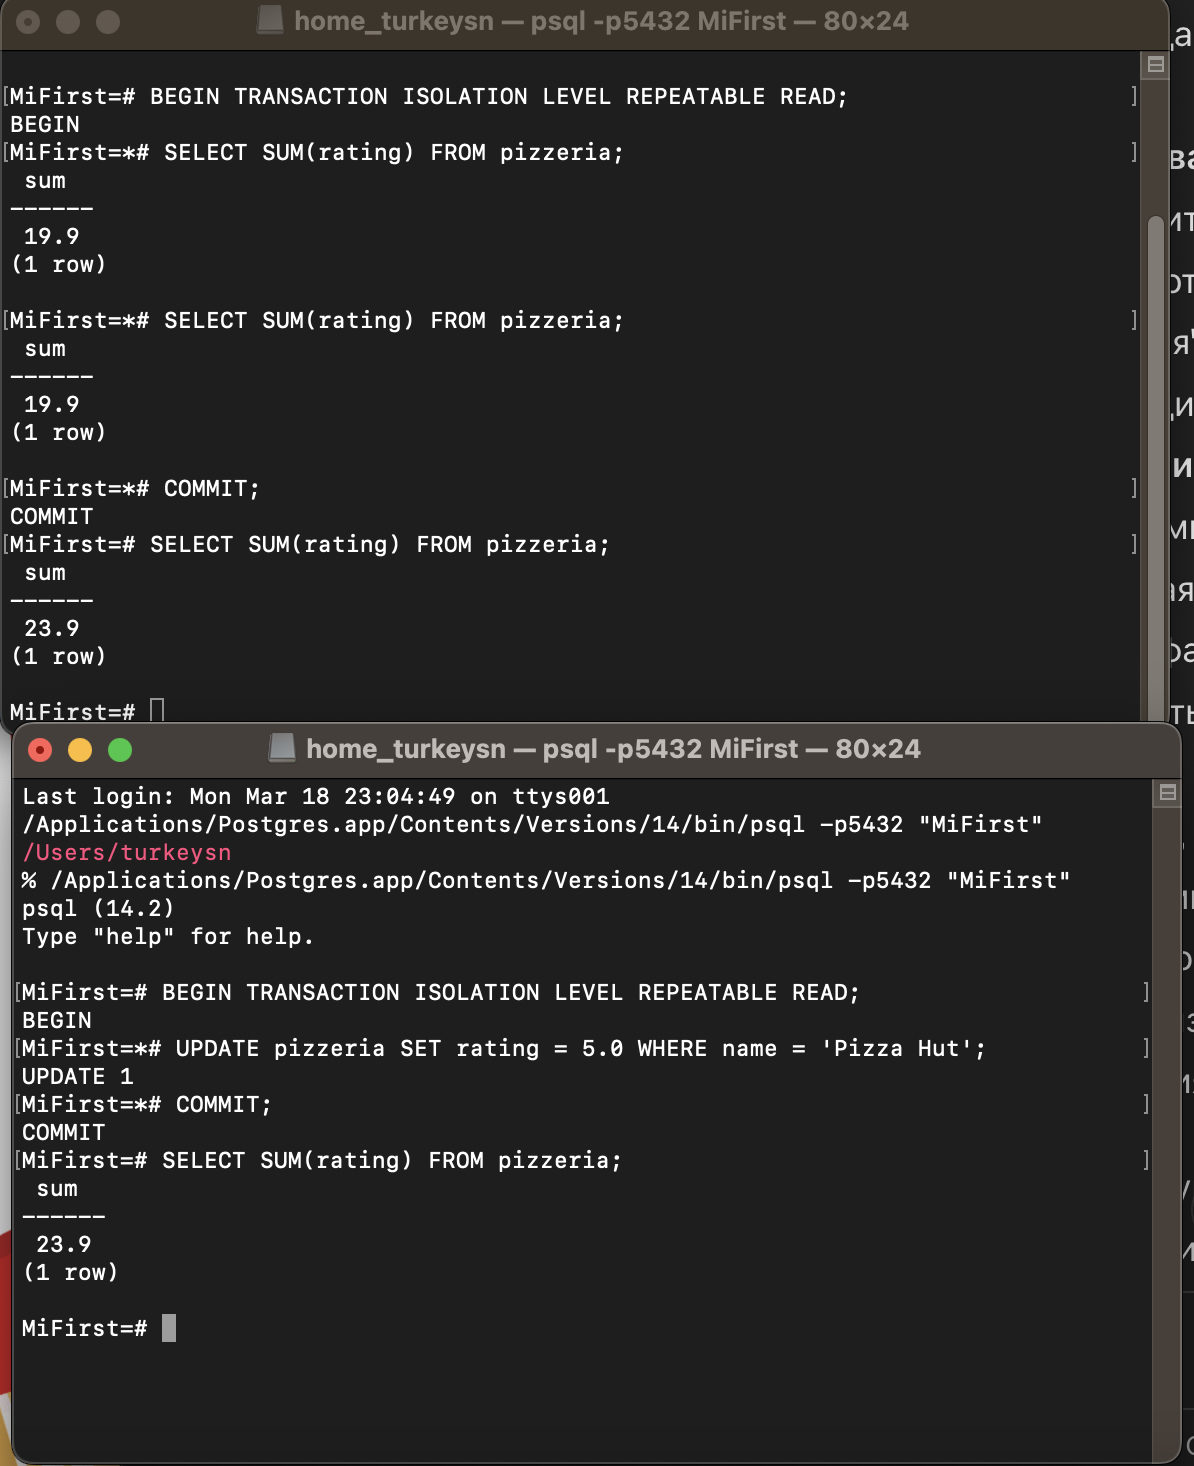 home_turkeysn — psql -p5432 MiFirst — 80×24
[MiFirst=# BEGIN TRANSACTION ISOLATION LEVEL REPEATABLE READ; ]
BEGIN
[MiFirst=*# SELECT SUM(rating) FROM pizzeria; ]
sum
------
19.9
(1 row)
[MiFirst=*# SELECT SUM(rating) FROM pizzeria; ]
sum
------
19.9
(1 row)
[MiFirst=*# COMMIT; ]
COMMIT
[MiFirst=# SELECT SUM(rating) FROM pizzeria; ]
sum
------
23.9
(1 row)
MiFirst=#
home_turkeysn — psql -p5432 MiFirst — 80×24
Last login: Mon Mar 18 23:04:49 on ttys001
/Applications/Postgres.app/Contents/Versions/14/bin/psql -p5432 "MiFirst"
/Users/turkeysn
% /Applications/Postgres.app/Contents/Versions/14/bin/psql -p5432 "MiFirst"
psql (14.2)
Type "help" for help.
[MiFirst=# BEGIN TRANSACTION ISOLATION LEVEL REPEATABLE READ; ]
BEGIN
[MiFirst=*# UPDATE pizzeria SET rating = 5.0 WHERE name = 'Pizza Hut'; ]
UPDATE 1
[MiFirst=*# COMMIT; ]
COMMIT
[MiFirst=# SELECT SUM(rating) FROM pizzeria; ]
sum
------
23.9
(1 row)
MiFirst=#